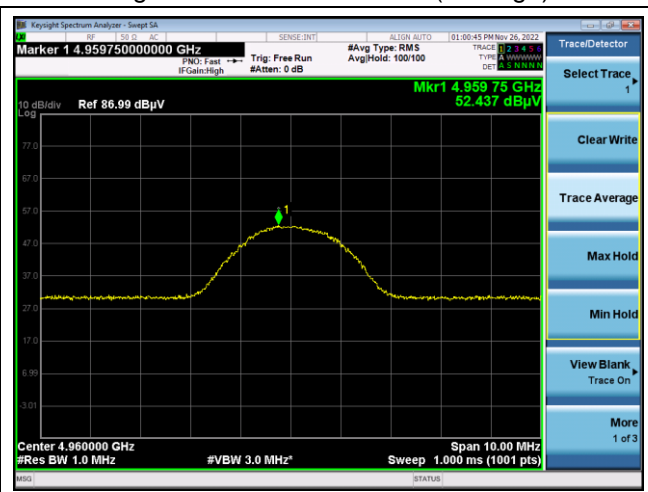 Keysight Spectrum Analyzer - Swept SA
RF 50 Ω AC SENSE:INT ALIGN AUTO 01:00:45 PM Nov 26, 2022
Marker 1 4.959750000000 GHz
PNO: Fast
IFGain:High
Trig: Free Run
#Atten: 0 dB
#Avg Type: RMS
Avg|Hold: 100/100
TRACE 1 2 3 4 5 6
TYPE A WWWWW
DET A S N N N N
Trace/Detector
Select Trace
1
Mkr1 4.959 75 GHz
52.437 dBµV
10 dB/div Ref 86.99 dBµV
Log
77.0
67.0
57.0
47.0
37.0
27.0
17.0
6.99
-3.01
1
Clear Write
Trace Average
Max Hold
Min Hold
View Blank
Trace On
More
1 of 3
Center 4.960000 GHz Span 10.00 MHz
#Res BW 1.0 MHz #VBW 3.0 MHz* Sweep 1.000 ms (1001 pts)
MSG STATUS